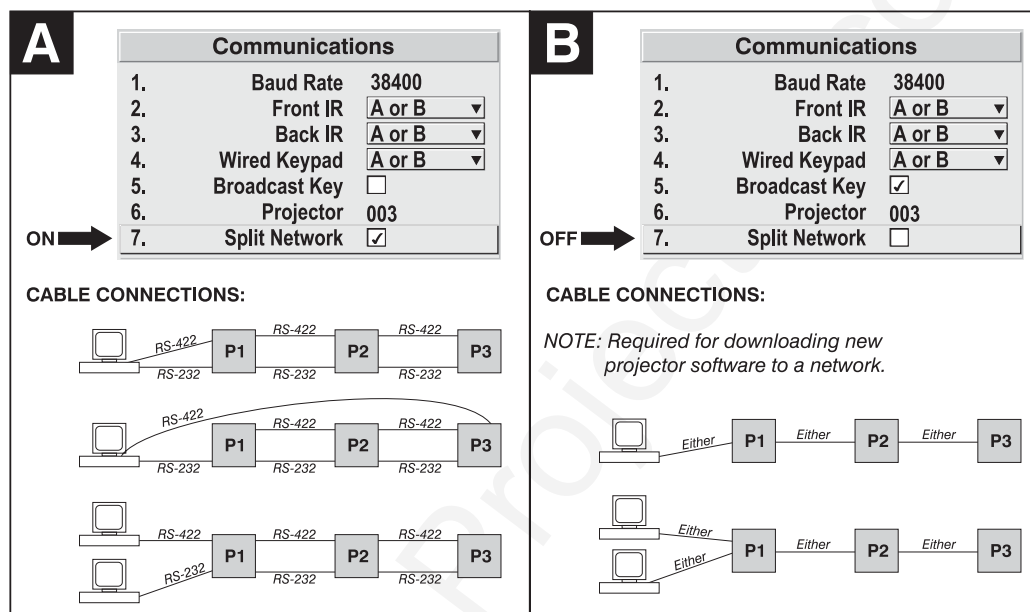 A
Communications
1. Baud Rate 38400
2. Front IR A or B
3. Back IR A or B
4. Wired Keypad A or B
5. Broadcast Key
6. Projector 003
7. Split Network
ON
CABLE CONNECTIONS:
RS-422 RS-422 RS-422
P1 P2 P3
RS-232 RS-232 RS-232
RS-422
RS-422 RS-422
P1 P2 P3
RS-232 RS-232 RS-232
RS-422 RS-422 RS-422
P1 P2 P3
RS-232 RS-232 RS-232
B
Communications
1. Baud Rate 38400
2. Front IR A or B
3. Back IR A or B
4. Wired Keypad A or B
5. Broadcast Key
6. Projector 003
7. Split Network
OFF
CABLE CONNECTIONS:
NOTE: Required for downloading new
projector software to a network.
Either P1 Either P2 Either P3
Either
P1 Either P2 Either P3
Either